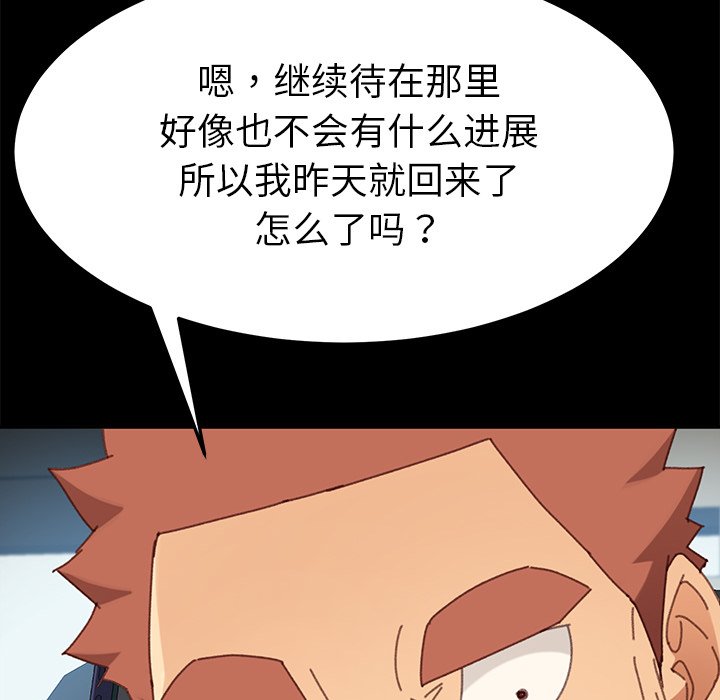 嗯，继续待在那里
好像也不会有什么进展
所以我昨天就回来了
怎么了吗？